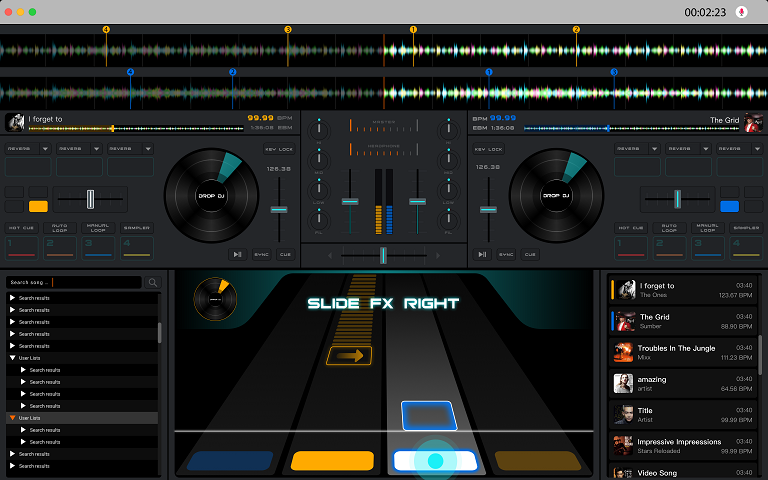 00:02:23
4
3
1
2
4
2
1
3
I forget to
99.99 BPM
1:36:08 EBM
MASTER
HEADPHONE
BPM 99.99
EBM 1:36:08
The Grid
REVERB
REVERB
REVERB
KEY LOCK
126.38
DROP DJ
HI
MID
LOW
FIL
HI
MID
LOW
FIL
KEY LOCK
126.38
DROP DJ
REVERB
REVERB
REVERB
HOT CUE
AUTO LOOP
MANUAL LOOP
SAMPLER
1
2
3
4
SYNC
CUE
SYNC
CUE
HOT CUE
AUTO LOOP
MANUAL LOOP
SAMPLER
1
2
3
4
Search song ...
Search results
Search results
Search results
Search results
Search results
User Lists
Search results
Search results
Search results
Search results
User Lists
Search results
Search results
Search results
Search results
SLIDE FX RIGHT
I forget to 03:40
The Ones 123.67 BPM
The Grid 03:40
Sumber 88.90 BPM
Troubles In The Jungle 03:40
Mixx 111.23 BPM
amazing 03:40
artist 64.56 BPM
Title 03:40
Artist 99.99 BPM
Impressive Impreessions 03:40
Stars Reloaded 99.99 BPM
Video Song 03:40